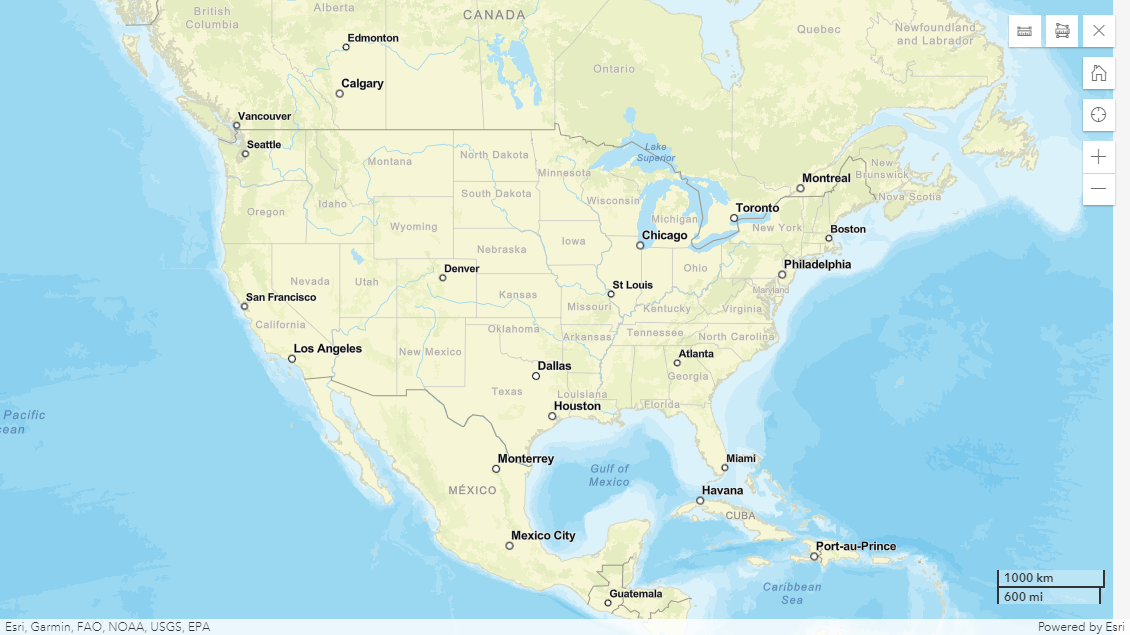 British
Columbia
Alberta
CANADA
Quebec
Newfoundland
and Labrador
Edmonton
Ontario
Calgary
Vancouver
Seattle
Lake
Superior
North Dakota
Montana
Minnesota
New
Brunswick
Montreal
South Dakota
Nova Scotia
Idaho
Wisconsin
Toronto
Oregon
Michigan
Wyoming
New York
Boston
Chicago
Iowa
Nebraska
Philadelphia
Denver
Ohio
Nevada
Utah
St Louis
Maryland
Kansas
San Francisco
Missouri
Kentucky
Virginia
California
Oklahoma
Arkansas
Tennessee
North Carolina
Los Angeles
New Mexico
Atlanta
Dallas
Georgia
Texas
Louisiana
Houston
Florida
Pacific
ean
Monterrey
Miami
Gulf of
Mexico
MÉXICO
Havana
CUBA
Mexico City
Port-au-Prince
Caribbean
Sea
Guatemala
1000 km
600 mi
Esri, Garmin, FAO, NOAA, USGS, EPA
Powered by Esri